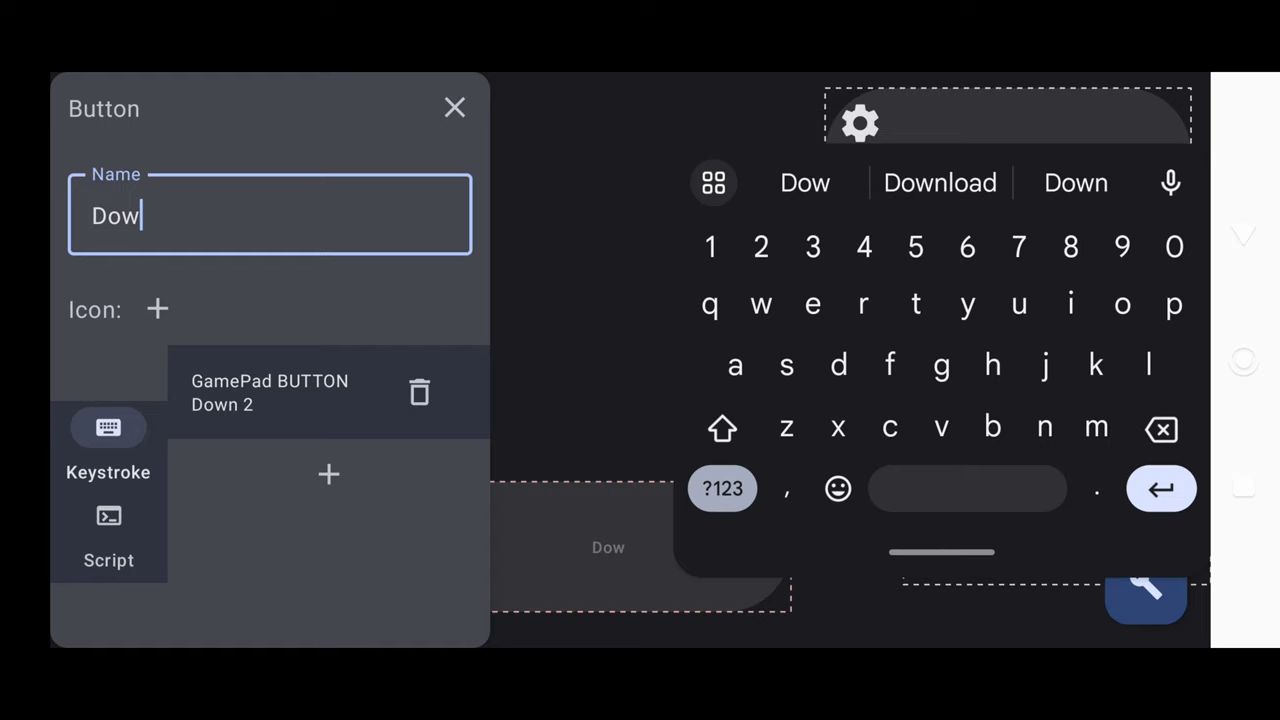 Button
Name
Dow
Icon:
GamePad BUTTON
Down 2
Keystroke
Script
Dow
Dow Download Down
1 2 3 4 5 6 7 8 9 0
q w e r t y u i o p
a s d f g h j k l
z x c v b n m
?123 , .